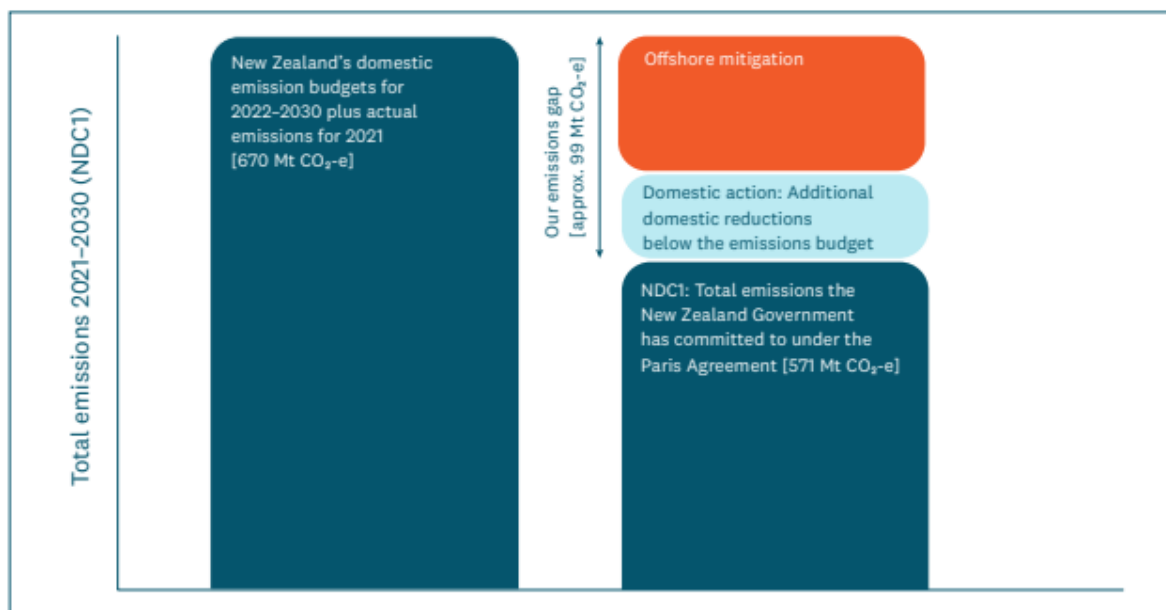 Total emissions 2021–2030 (NDC1)
New Zealand's domestic
emission budgets for
2022–2030 plus actual
emissions for 2021
[670 Mt CO₂-e]
Our emissions gap
[approx. 99 Mt CO₂-e]
Offshore mitigation
Domestic action: Additional
domestic reductions
below the emissions budget
NDC1: Total emissions the
New Zealand Government
has committed to under the
Paris Agreement [571 Mt CO₂-e]